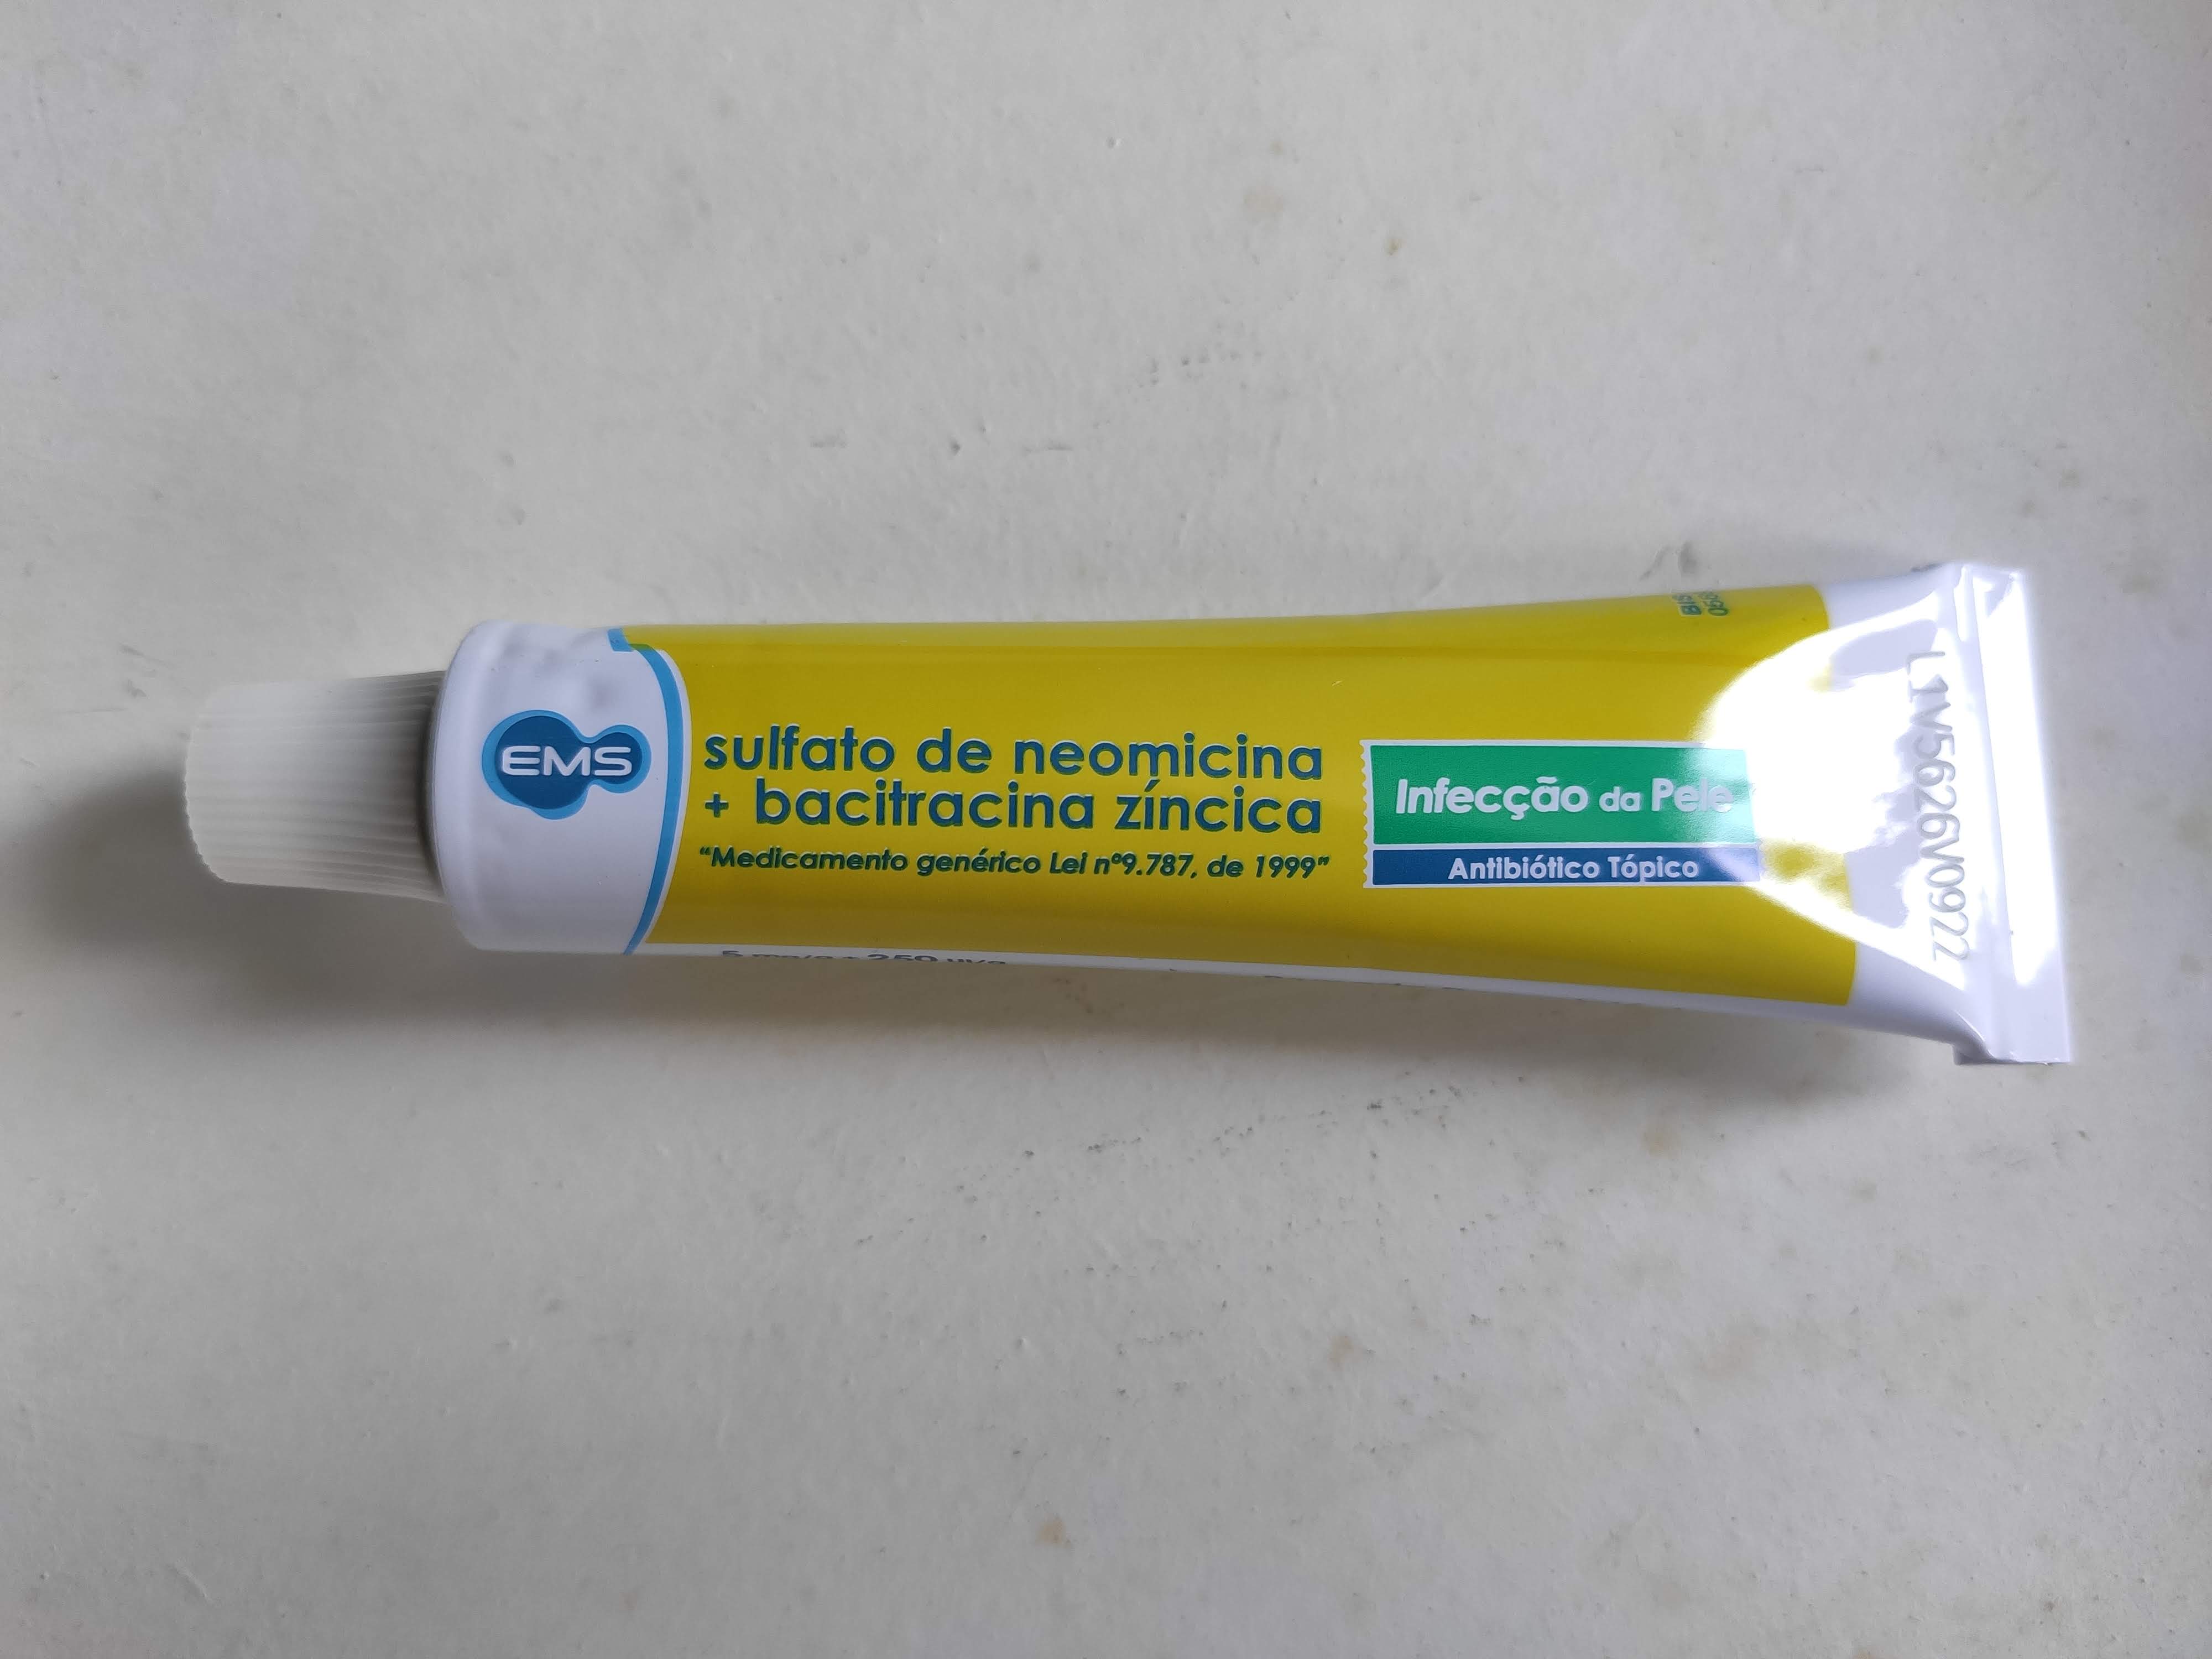 EMS
sulfato de neomicina
+ bacitracina zíncica
“Medicamento genérico Lei nº9.787, de 1999”
Infecção da Pele
Antibiótico Tópico
L1V5626V0922